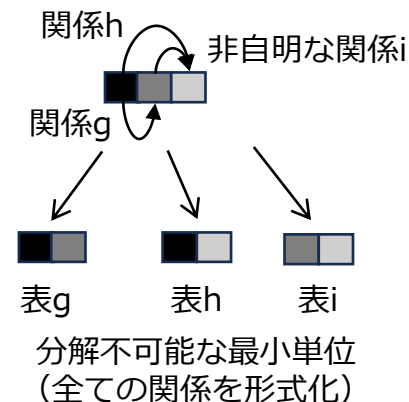 関係h
非自明な関係i
関係g
表g 表h 表i
分解不可能な最小単位
（全ての関係を形式化）